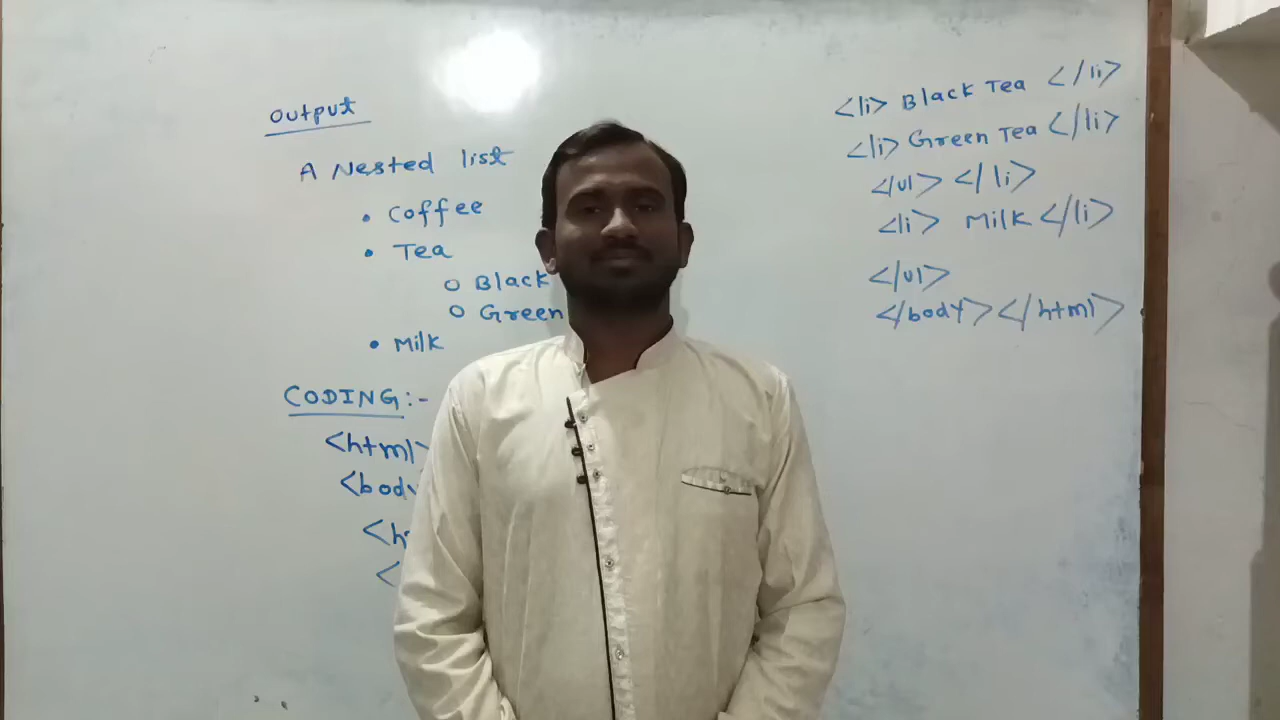 Output
A Nested list
• Coffee
• Tea
○ Black
○ Green
• Milk
CODING:-
<html>
<body
<li> Black Tea </li>
<li> Green Tea </li>
</ul> </li>
<li> Milk </li>
</ul>
</body></html>